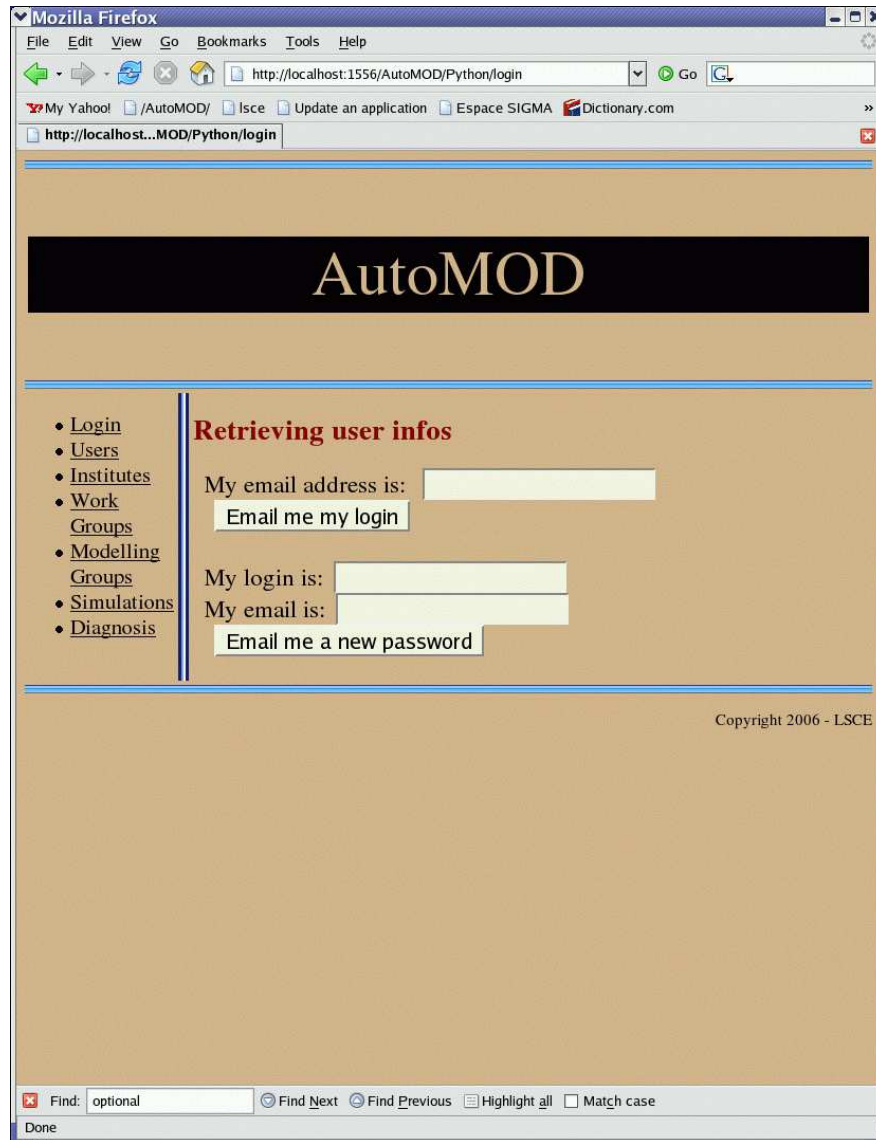 Mozilla Firefox
File Edit View Go Bookmarks Tools Help
http://localhost:1556/AutoMOD/Python/login Go G
My Yahoo! /AutoMOD/ lsce Update an application Espace SIGMA Dictionary.com »
http://localhost...MOD/Python/login
AutoMOD
Login
Users
Institutes
Work
Groups
Modelling
Groups
Simulations
Diagnosis
Retrieving user infos
My email address is:
Email me my login
My login is:
My email is:
Email me a new password
Copyright 2006 - LSCE
Find: optional Find Next Find Previous Highlight all Match case
Done